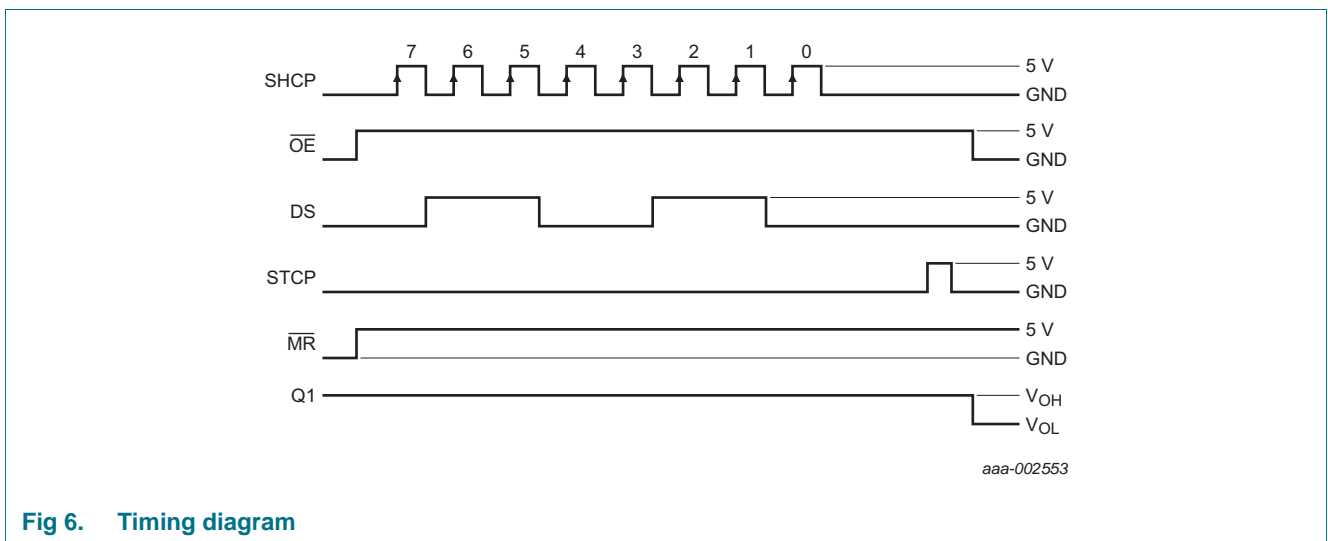 7 6 5 4 3 2 1 0
SHCP 5 V
GND
OE 5 V
GND
DS 5 V
GND
STCP 5 V
GND
MR 5 V
GND
Q1 VOH
VOL
aaa-002553
Fig 6. Timing diagram